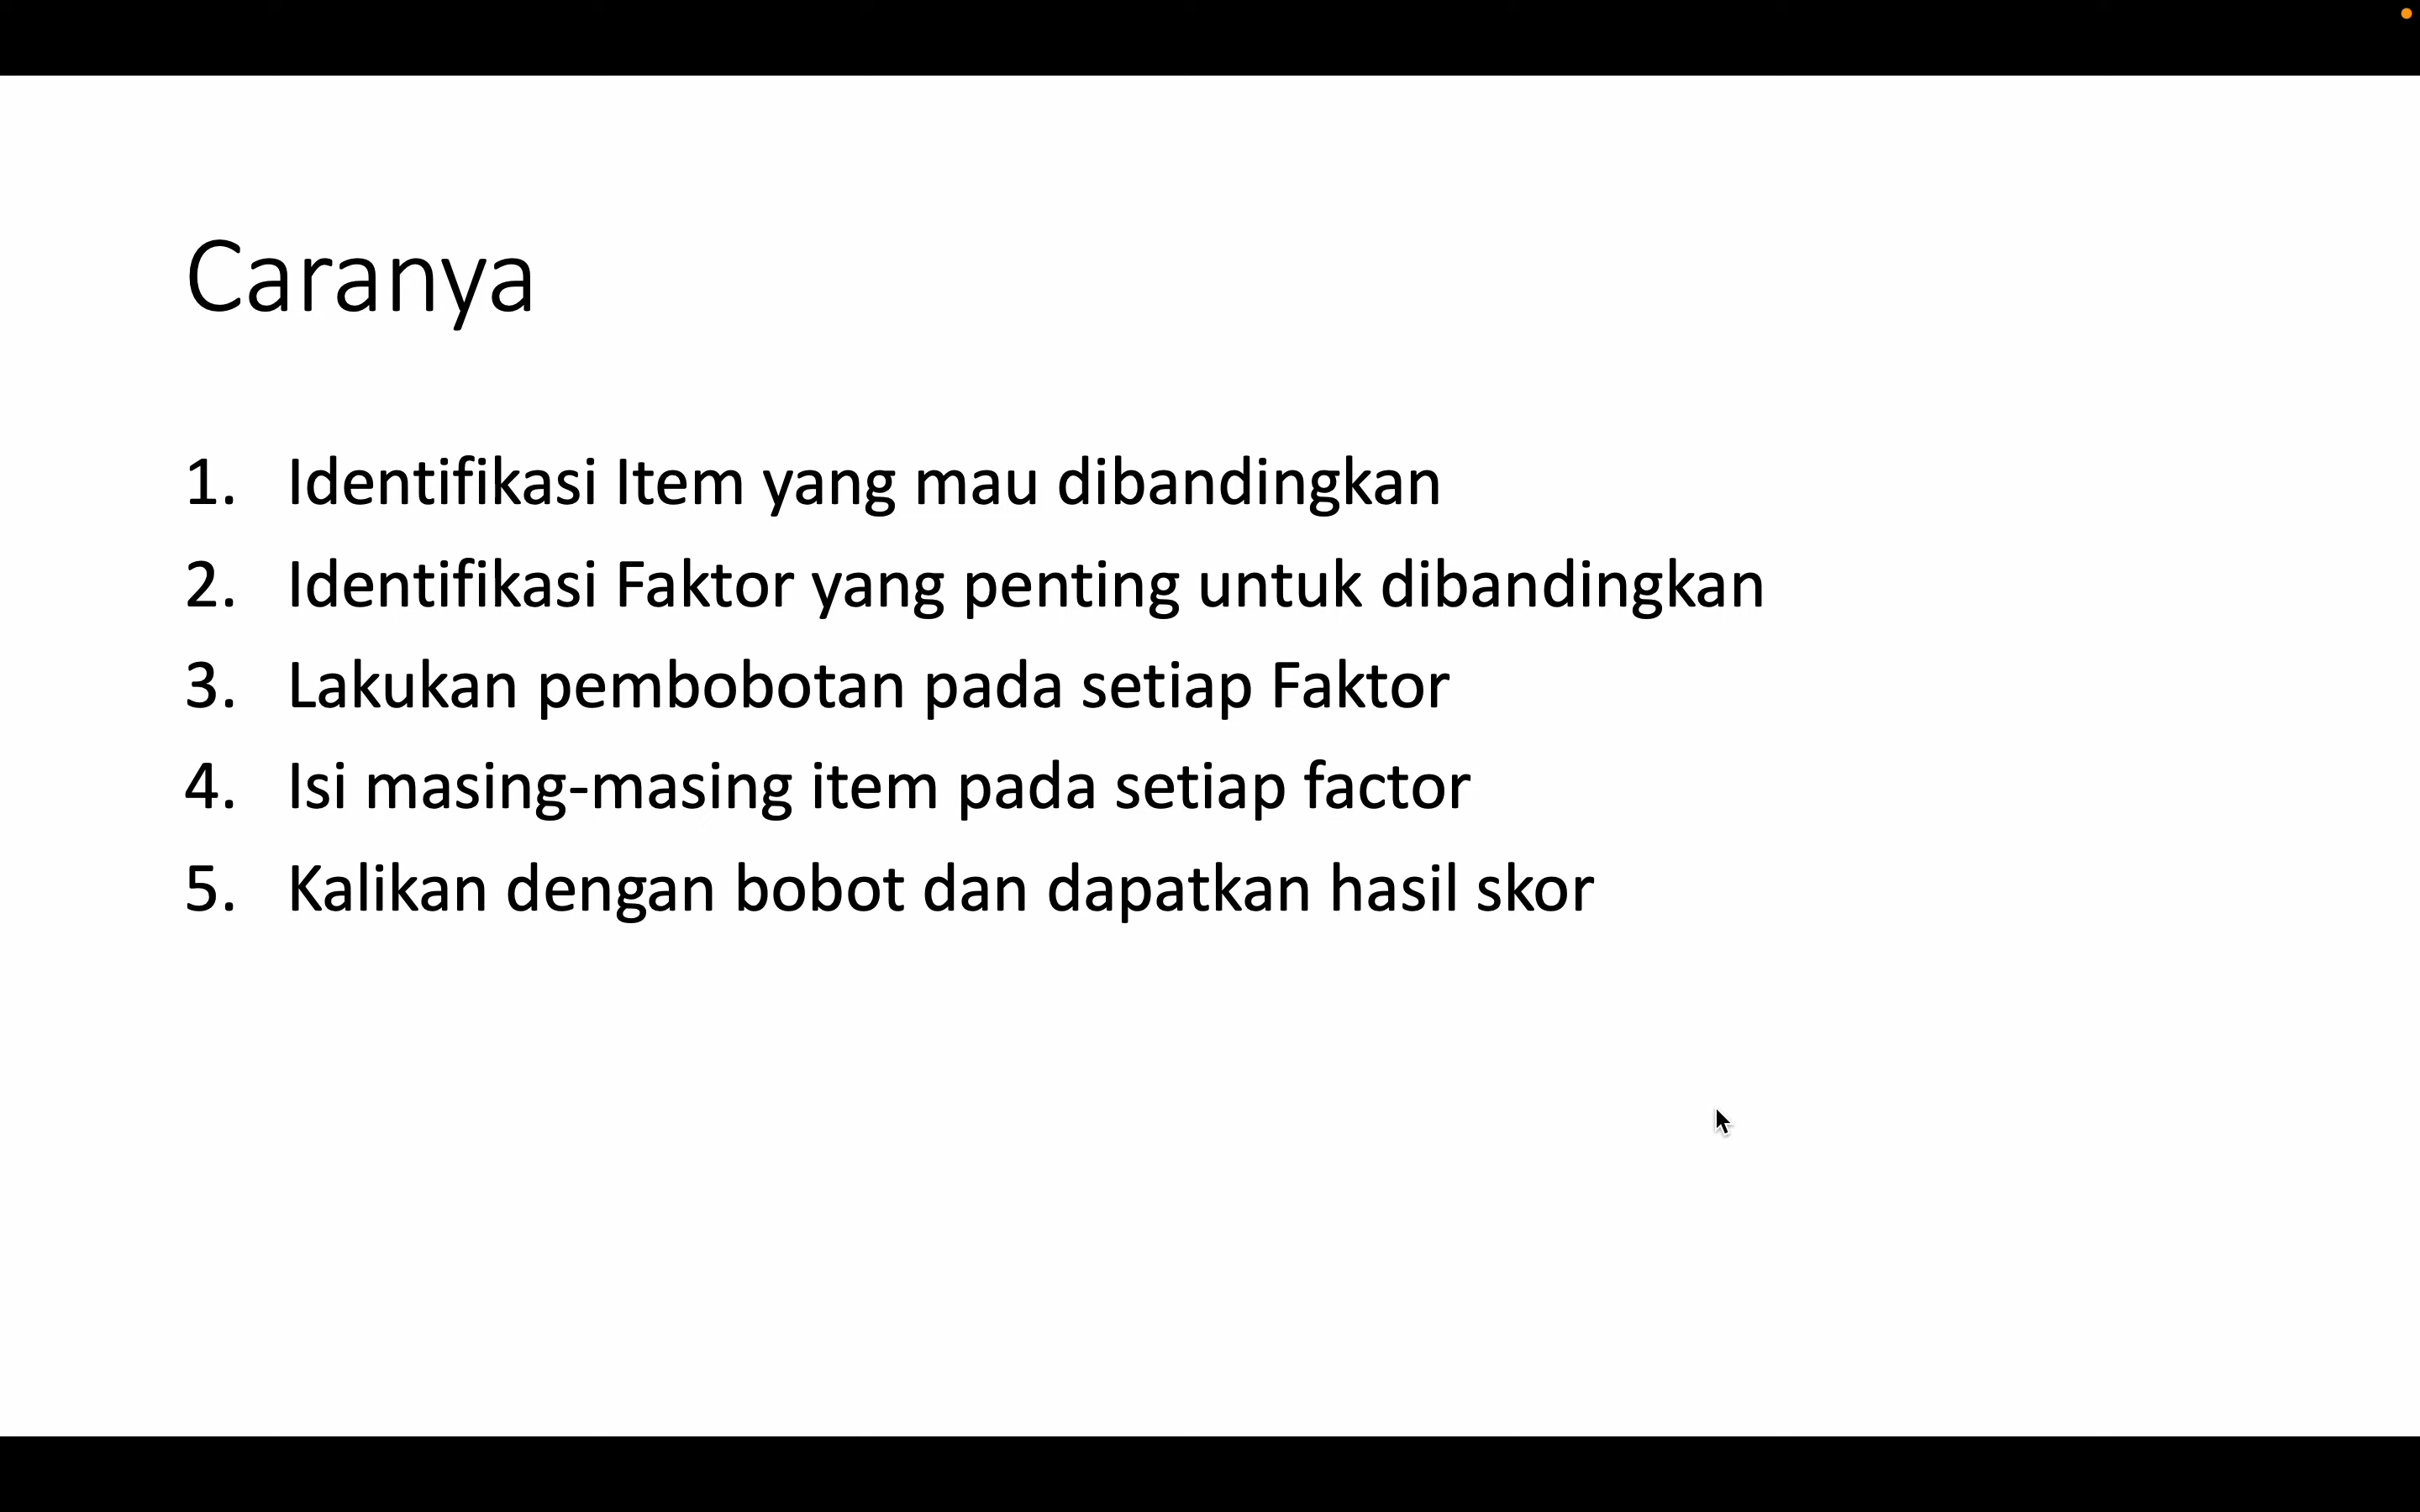 Caranya
1. Identifikasi Item yang mau dibandingkan
2. Identifikasi Faktor yang penting untuk dibandingkan
3. Lakukan pembobotan pada setiap Faktor
4. Isi masing-masing item pada setiap factor
5. Kalikan dengan bobot dan dapatkan hasil skor